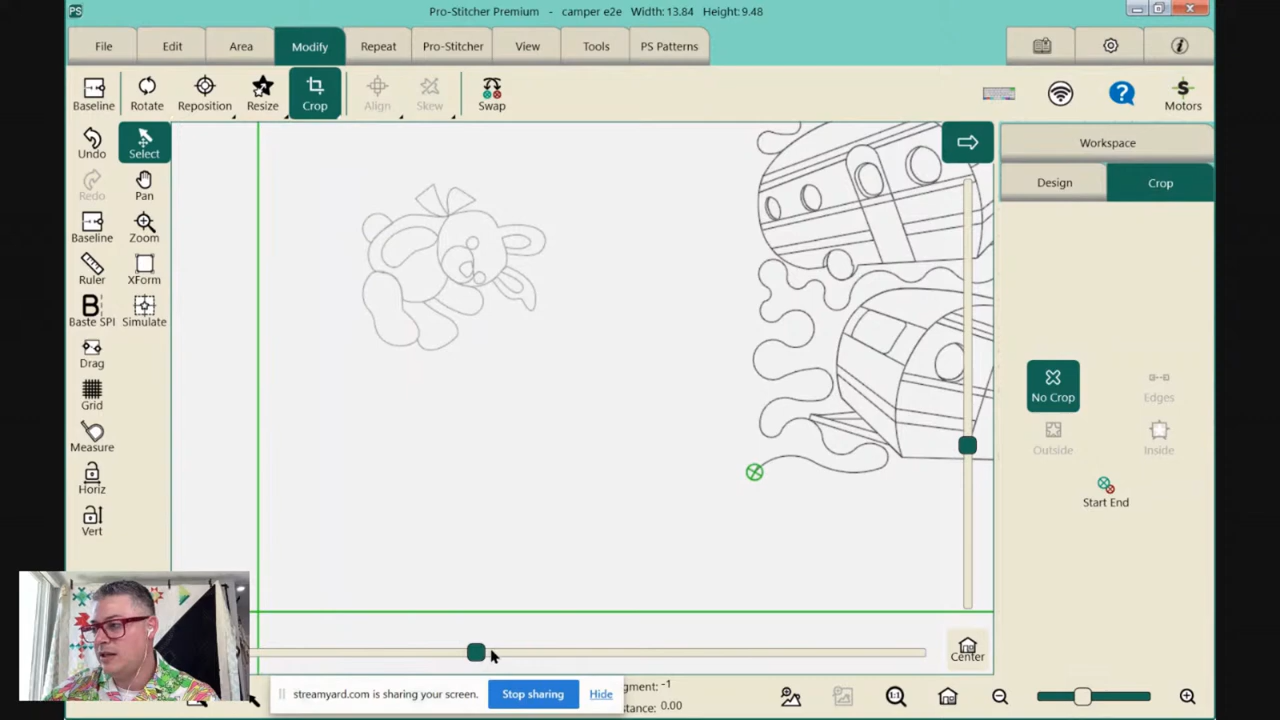 PS Pro-Stitcher Premium - camper e2e Width: 13.84 Height: 9.48
File Edit Area Modify Repeat Pro-Stitcher View Tools PS Patterns
Baseline Rotate Reposition Resize Crop Align Skew Swap Motors
Undo Select Workspace
Redo Pan Design Crop
Baseline Zoom
Ruler XForm
Baste SPI Simulate
Drag No Crop Edges
Grid
Measure Outside Inside
Horiz Start End
Vert
Center
streamyard.com is sharing your screen. Stop sharing Hide
gment: -1
stance: 0.00